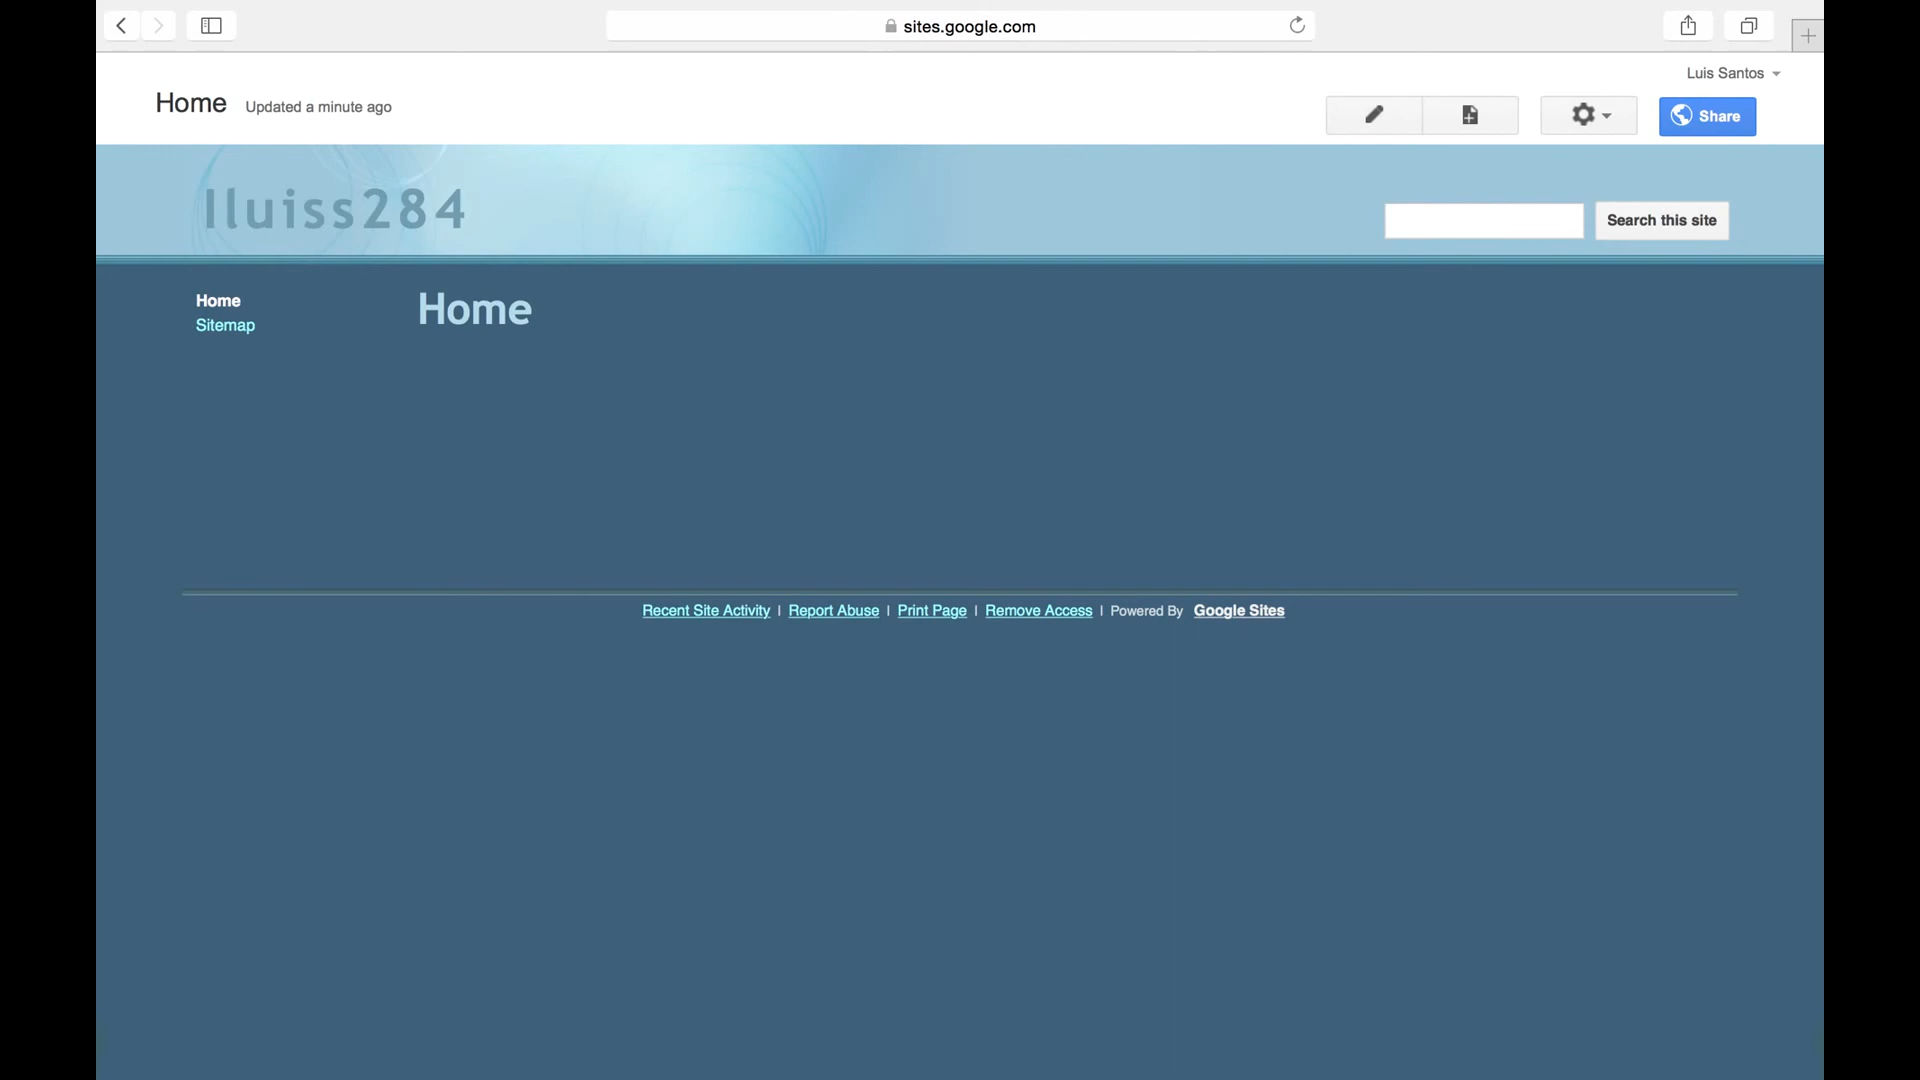 sites.google.com
Luis Santos
Home Updated a minute ago
Share
Iluiss284
Search this site
Home
Sitemap
Home
Recent Site Activity | Report Abuse | Print Page | Remove Access | Powered By Google Sites